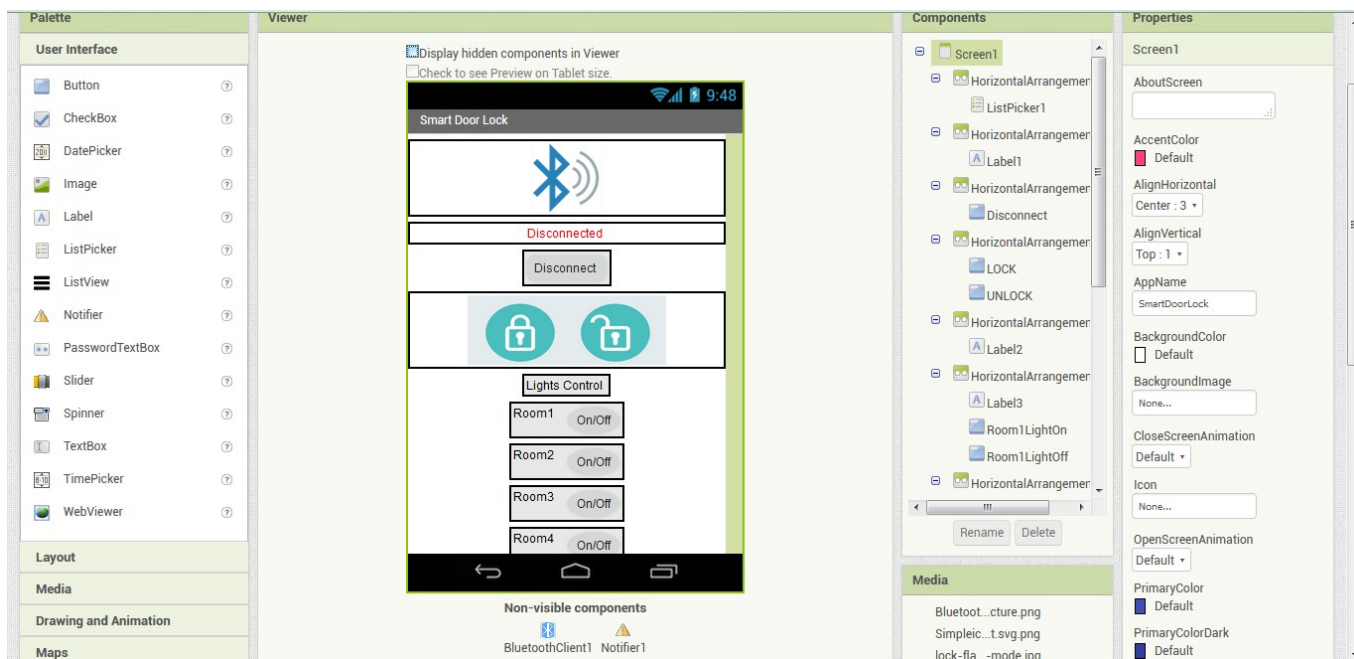 Palette
User Interface
Button
CheckBox
DatePicker
Image
Label
ListPicker
ListView
Notifier
PasswordTextBox
Slider
Spinner
TextBox
TimePicker
WebViewer
Layout
Media
Drawing and Animation
Maps
Viewer
Display hidden components in Viewer
Check to see Preview on Tablet size.
9:48
Smart Door Lock
Disconnected
Disconnect
Lights Control
Room1 On/Off
Room2 On/Off
Room3 On/Off
Room4 On/Off
Non-visible components
BluetoothClient1 Notifier1
Components
Screen1
HorizontalArrangemen
ListPicker1
HorizontalArrangemen
Label1
HorizontalArrangemen
Disconnect
HorizontalArrangemen
LOCK
UNLOCK
HorizontalArrangemen
Label2
HorizontalArrangemen
Label3
Room1LightOn
Room1LightOff
HorizontalArrangemen
Rename Delete
Media
Bluetoot...cture.png
Simpleic...t.svg.png
lock-fla...-mode.jpg
Properties
Screen1
AboutScreen
AccentColor
Default
AlignHorizontal
Center : 3
AlignVertical
Top : 1
AppName
SmartDoorLock
BackgroundColor
Default
BackgroundImage
None...
CloseScreenAnimation
Default
Icon
None...
OpenScreenAnimation
Default
PrimaryColor
Default
PrimaryColorDark
Default